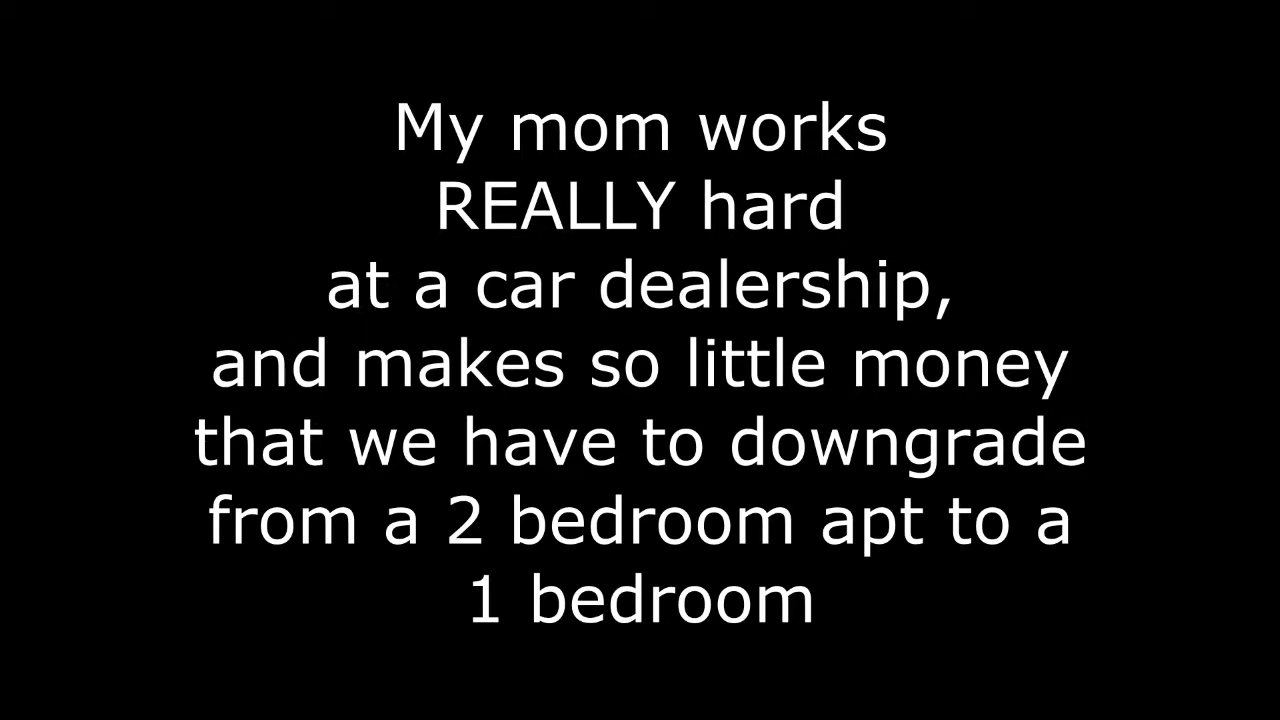 My mom works
REALLY hard
at a car dealership,
and makes so little money
that we have to downgrade
from a 2 bedroom apt to a
1 bedroom